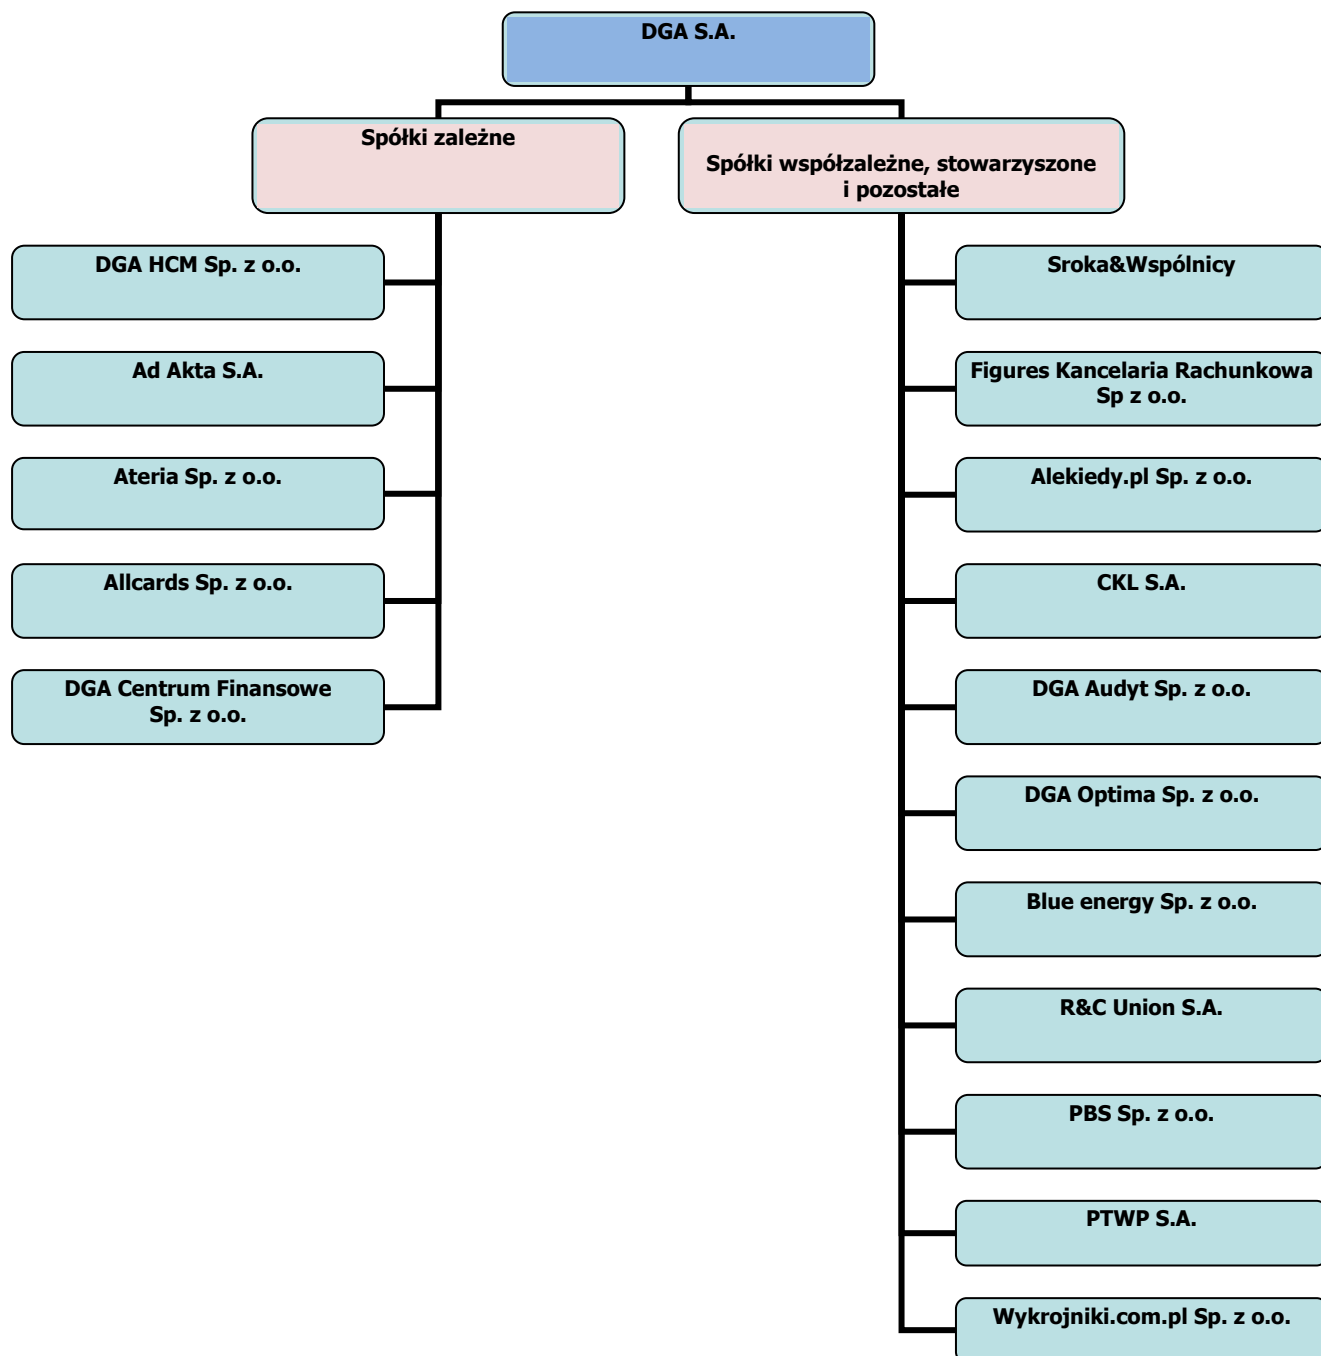 DGA S.A.
Spółki zależne
Spółki współzależne, stowarzyszone
i pozostałe
DGA HCM Sp. z o.o.
Ad Akta S.A.
Ateria Sp. z o.o.
Allcards Sp. z o.o.
DGA Centrum Finansowe
Sp. z o.o.
Sroka&Wspólnicy
Figures Kancelaria Rachunkowa
Sp z o.o.
Alekiedy.pl Sp. z o.o.
CKL S.A.
DGA Audyt Sp. z o.o.
DGA Optima Sp. z o.o.
Blue energy Sp. z o.o.
R&C Union S.A.
PBS Sp. z o.o.
PTWP S.A.
Wykrojniki.com.pl Sp. z o.o.